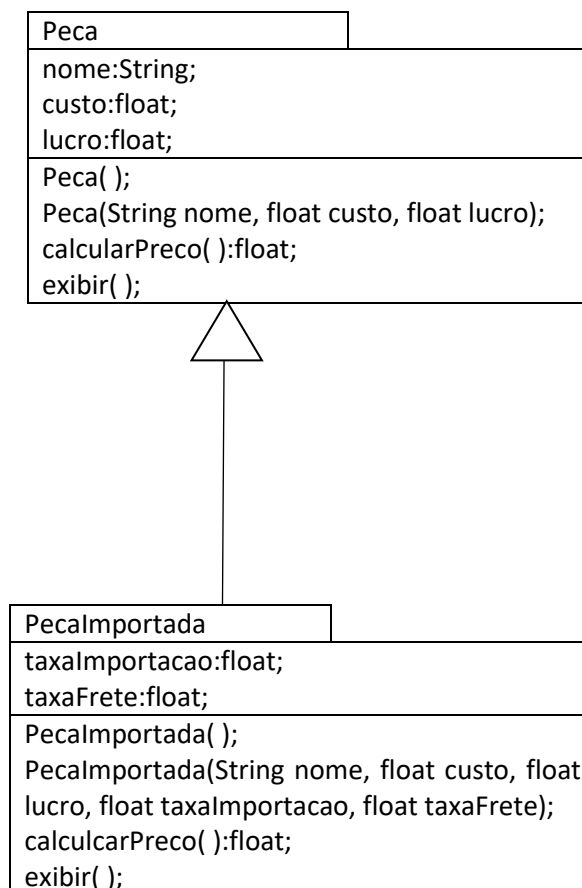 Peca
nome:String;
custo:float;
lucro:float;
Peca( );
Peca(String nome, float custo, float lucro);
calcularPreco( ):float;
exibir( );
PecaImportada
taxaImportacao:float;
taxaFrete:float;
PecaImportada( );
PecaImportada(String nome, float custo, float
lucro, float taxaImportacao, float taxaFrete);
calculcarPreco( ):float;
exibir( );